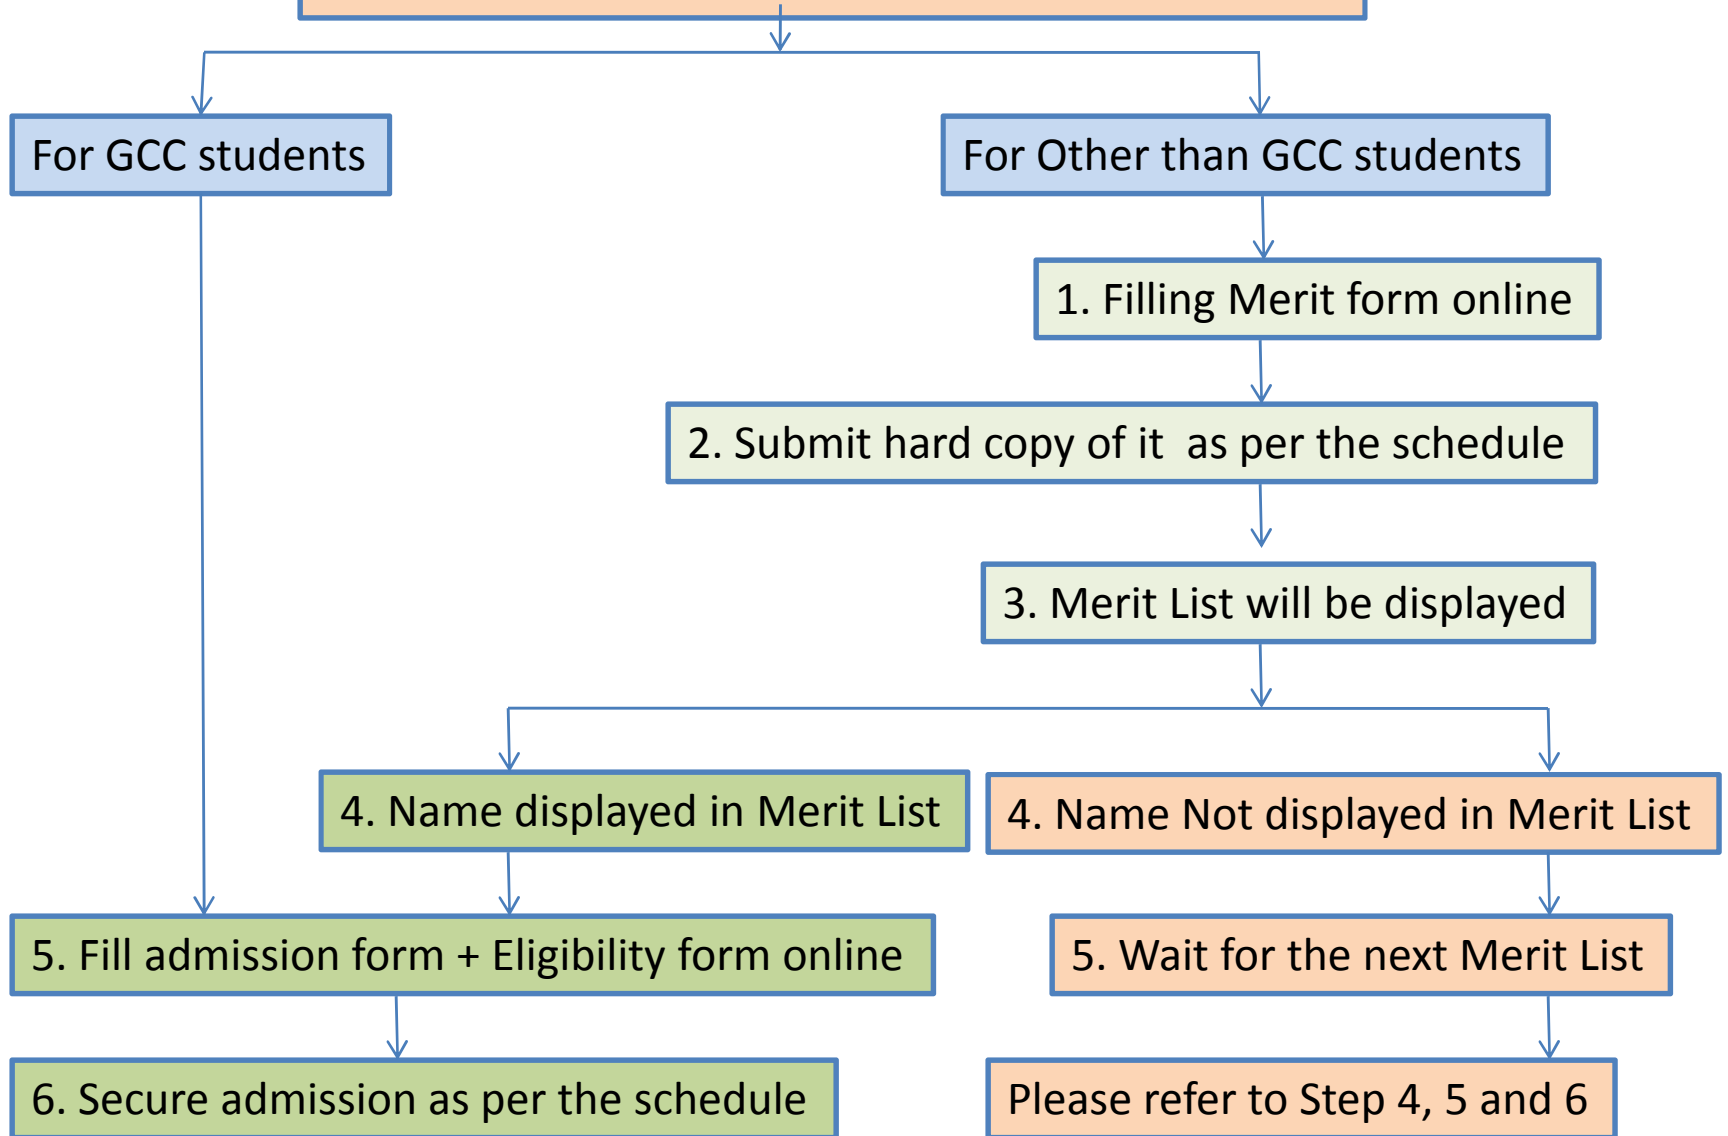 For GCC students
For Other than GCC students
1. Filling Merit form online
2. Submit hard copy of it  as per the schedule
3. Merit List will be displayed
4. Name displayed in Merit List
4. Name Not displayed in Merit List
5. Fill admission form + Eligibility form online
5. Wait for the next Merit List
6. Secure admission as per the schedule
Please refer to Step 4, 5 and 6